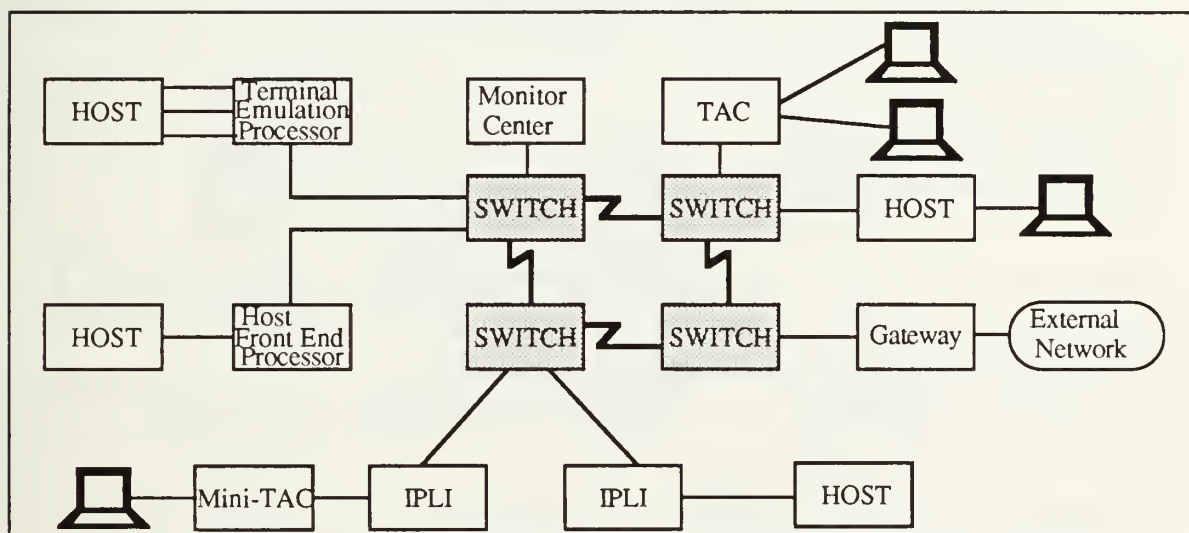 HOST
Terminal
Emulation
Processor
Monitor
Center
TAC
SWITCH
SWITCH
HOST
HOST
Host
Front End
Processor
SWITCH
SWITCH
Gateway
External
Network
Mini-TAC
IPLI
IPLI
HOST